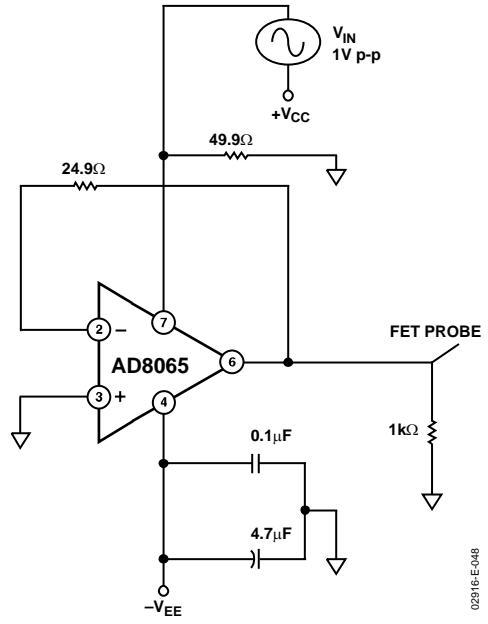 V_IN
1V p-p
+V_CC
49.9Ω
24.9Ω
2 −
7
FET PROBE
AD8065
6
3 +
4
1kΩ
0.1μF
4.7μF
−V_EE
02916-E-048